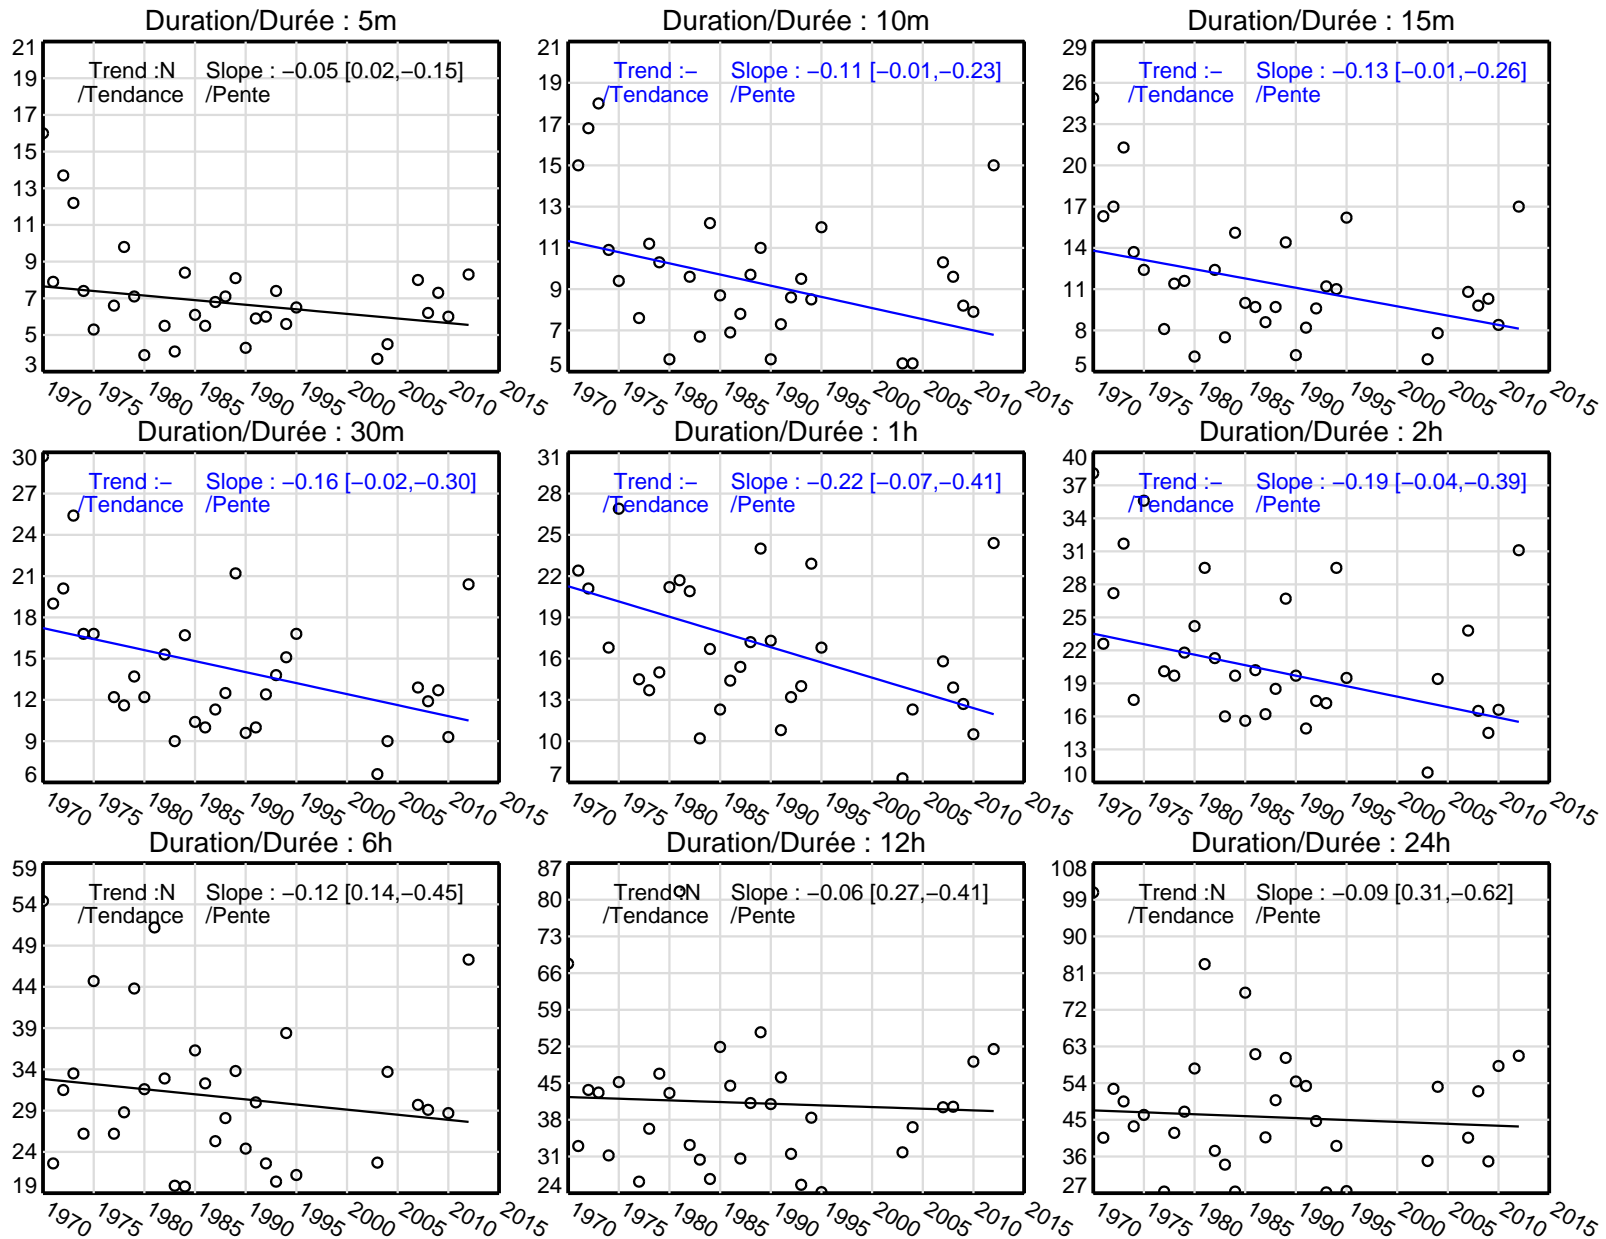 Duration/Durée : 5m
21
19
17
15
13
11
9
7
5
3
Trend :N Slope : −0.05 [0.02,−0.15]
/Tendance /Pente
1970 1975 1980 1985 1990 1995 2000 2005 2010 2015
Duration/Durée : 10m
21
19
17
15
13
11
9
7
5
Trend :− Slope : −0.11 [−0.01,−0.23]
/Tendance /Pente
1970 1975 1980 1985 1990 1995 2000 2005 2010 2015
Duration/Durée : 15m
29
26
23
20
17
14
11
8
5
Trend :− Slope : −0.13 [−0.01,−0.26]
/Tendance /Pente
1970 1975 1980 1985 1990 1995 2000 2005 2010 2015
Duration/Durée : 30m
30
27
24
21
18
15
12
9
6
Trend :− Slope : −0.16 [−0.02,−0.30]
/Tendance /Pente
1970 1975 1980 1985 1990 1995 2000 2005 2010 2015
Duration/Durée : 1h
31
28
25
22
19
16
13
10
7
Trend :− Slope : −0.22 [−0.07,−0.41]
/Tendance /Pente
1970 1975 1980 1985 1990 1995 2000 2005 2010 2015
Duration/Durée : 2h
40
37
34
31
28
25
22
19
16
13
10
Trend :− Slope : −0.19 [−0.04,−0.39]
/Tendance /Pente
1970 1975 1980 1985 1990 1995 2000 2005 2010 2015
Duration/Durée : 6h
59
54
49
44
39
34
29
24
19
Trend :N Slope : −0.12 [0.14,−0.45]
/Tendance /Pente
1970 1975 1980 1985 1990 1995 2000 2005 2010 2015
Duration/Durée : 12h
87
80
73
66
59
52
45
38
31
24
Trend :N Slope : −0.06 [0.27,−0.41]
/Tendance /Pente
1970 1975 1980 1985 1990 1995 2000 2005 2010 2015
Duration/Durée : 24h
108
99
90
81
72
63
54
45
36
27
Trend :N Slope : −0.09 [0.31,−0.62]
/Tendance /Pente
1970 1975 1980 1985 1990 1995 2000 2005 2010 2015